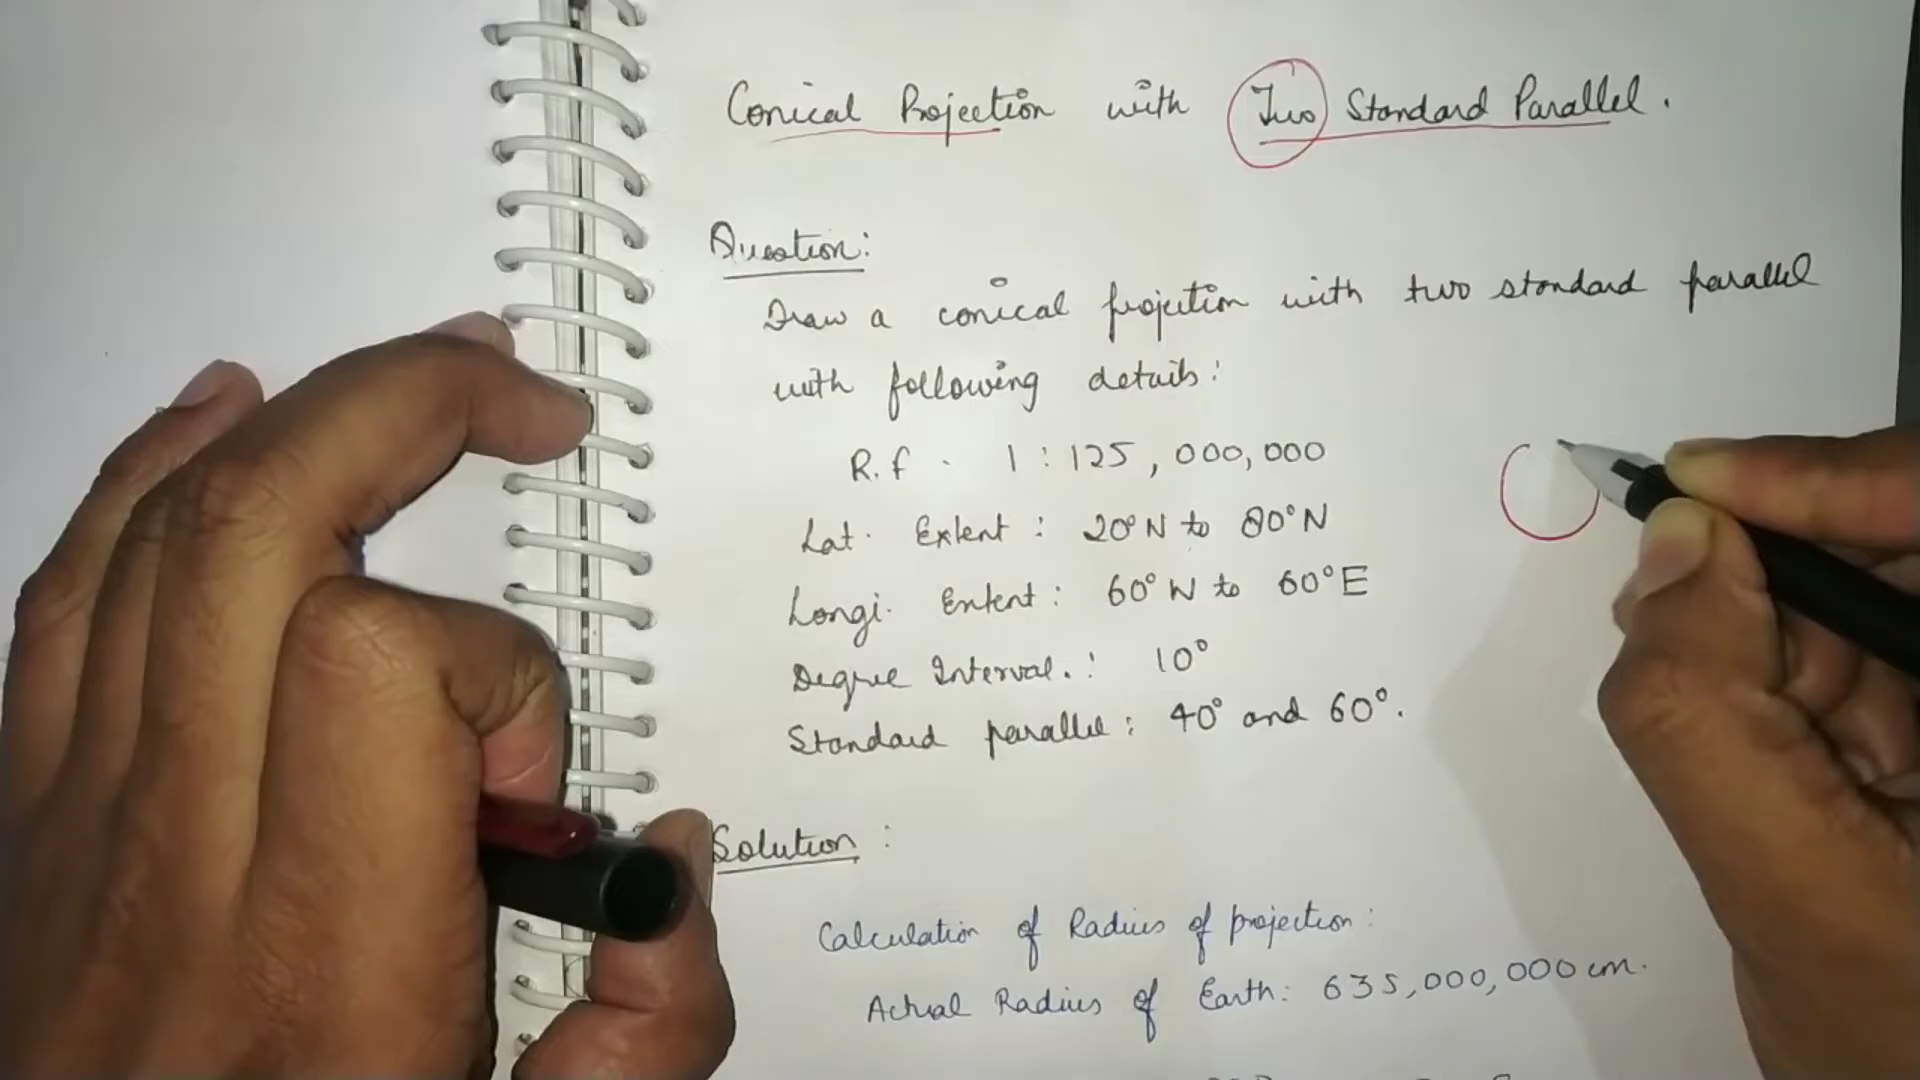 Conical Projection with Two Standard Parallel.
Question:
Draw a conical projection with two standard parallel
with following details:
R.f. 1:125,000,000
Lat. Extent: 20°N to 80°N
Longi. Extent: 60°W to 60°E
Degree Interval.: 10°
Standard parallel: 40° and 60°.
Solution:
Calculation of Radius of projection:
Actual Radius of Earth: 635,000,000 cm.